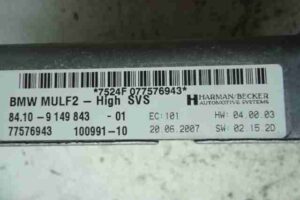 *7524F 077576943*
BMW MULF2 - High SVS
HARMAN/BECKER
AUTOMOTIVE SYSTEMS
84.10- 9 149 843 - 01
EC:101
HW: 04.00.03
77576943
100991-10
20.06.2007
SW: 02.15.20